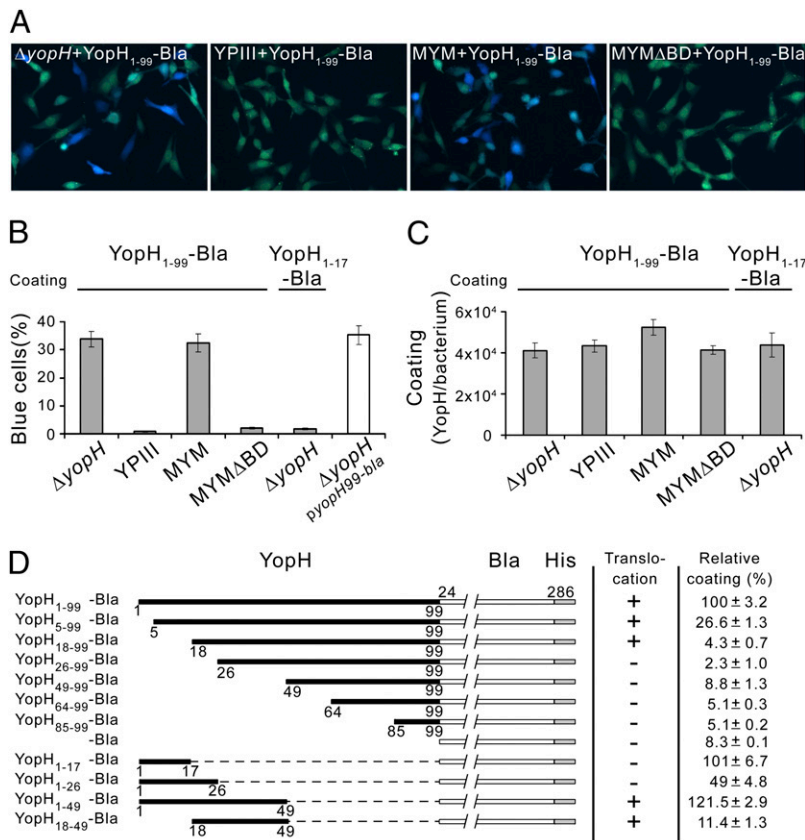 A
ΔyopH+YopH1-99-Bla
YPIII+YopH1-99-Bla
MYM+YopH1-99-Bla
MYMΔBD+YopH1-99-Bla
B
YopH1-99-Bla
YopH1-17-Bla
Coating
Blue cells(%)
40
30
20
10
0
ΔyopH
YPIII
MYM
MYMΔBD
ΔyopH
ΔyopH pyopH99-bla
C
YopH1-99-Bla
YopH1-17-Bla
Coating
Coating (YopH/bacterium)
6×10⁴
4×10⁴
2×10⁴
0
ΔyopH
YPIII
MYM
MYMΔBD
ΔyopH
D
YopH Bla His Translocation Relative coating (%)
YopH1-99 -Bla 1 99 24 286 + 100 ± 3.2
YopH5-99 -Bla 5 99 + 26.6 ± 1.3
YopH18-99 -Bla 18 99 + 4.3 ± 0.7
YopH26-99 -Bla 26 99 - 2.3 ± 1.0
YopH49-99 -Bla 49 99 - 8.8 ± 1.3
YopH64-99 -Bla 64 99 - 5.1 ± 0.3
YopH85-99 -Bla 85 99 - 5.1 ± 0.2
-Bla - 8.3 ± 0.1
YopH1-17 -Bla 1 17 - 101 ± 6.7
YopH1-26 -Bla 1 26 - 49 ± 4.8
YopH1-49 -Bla 1 49 + 121.5 ± 2.9
YopH18-49 -Bla 18 49 + 11.4 ± 1.3